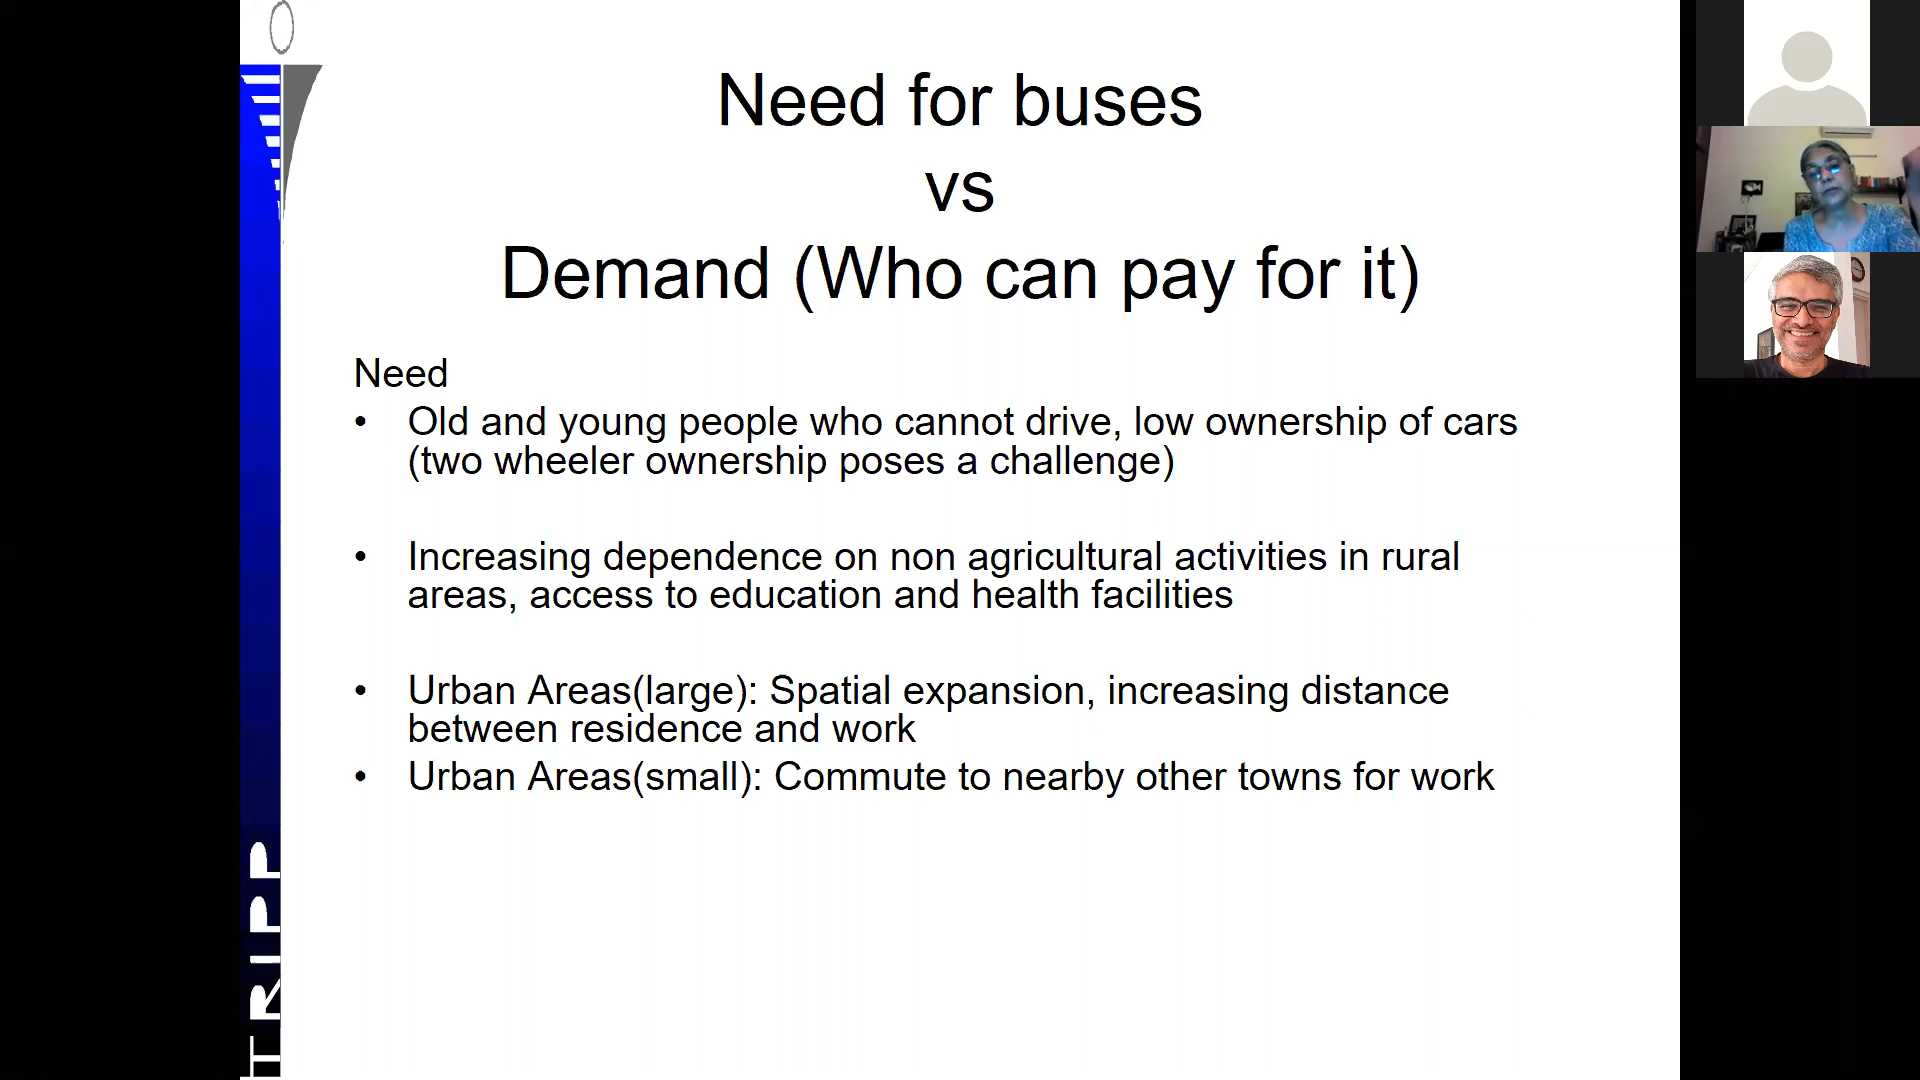 Need for buses
vs
Demand (Who can pay for it)
Need
• Old and young people who cannot drive, low ownership of cars
(two wheeler ownership poses a challenge)
• Increasing dependence on non agricultural activities in rural
areas, access to education and health facilities
• Urban Areas(large): Spatial expansion, increasing distance
between residence and work
• Urban Areas(small): Commute to nearby other towns for work
TRIPP